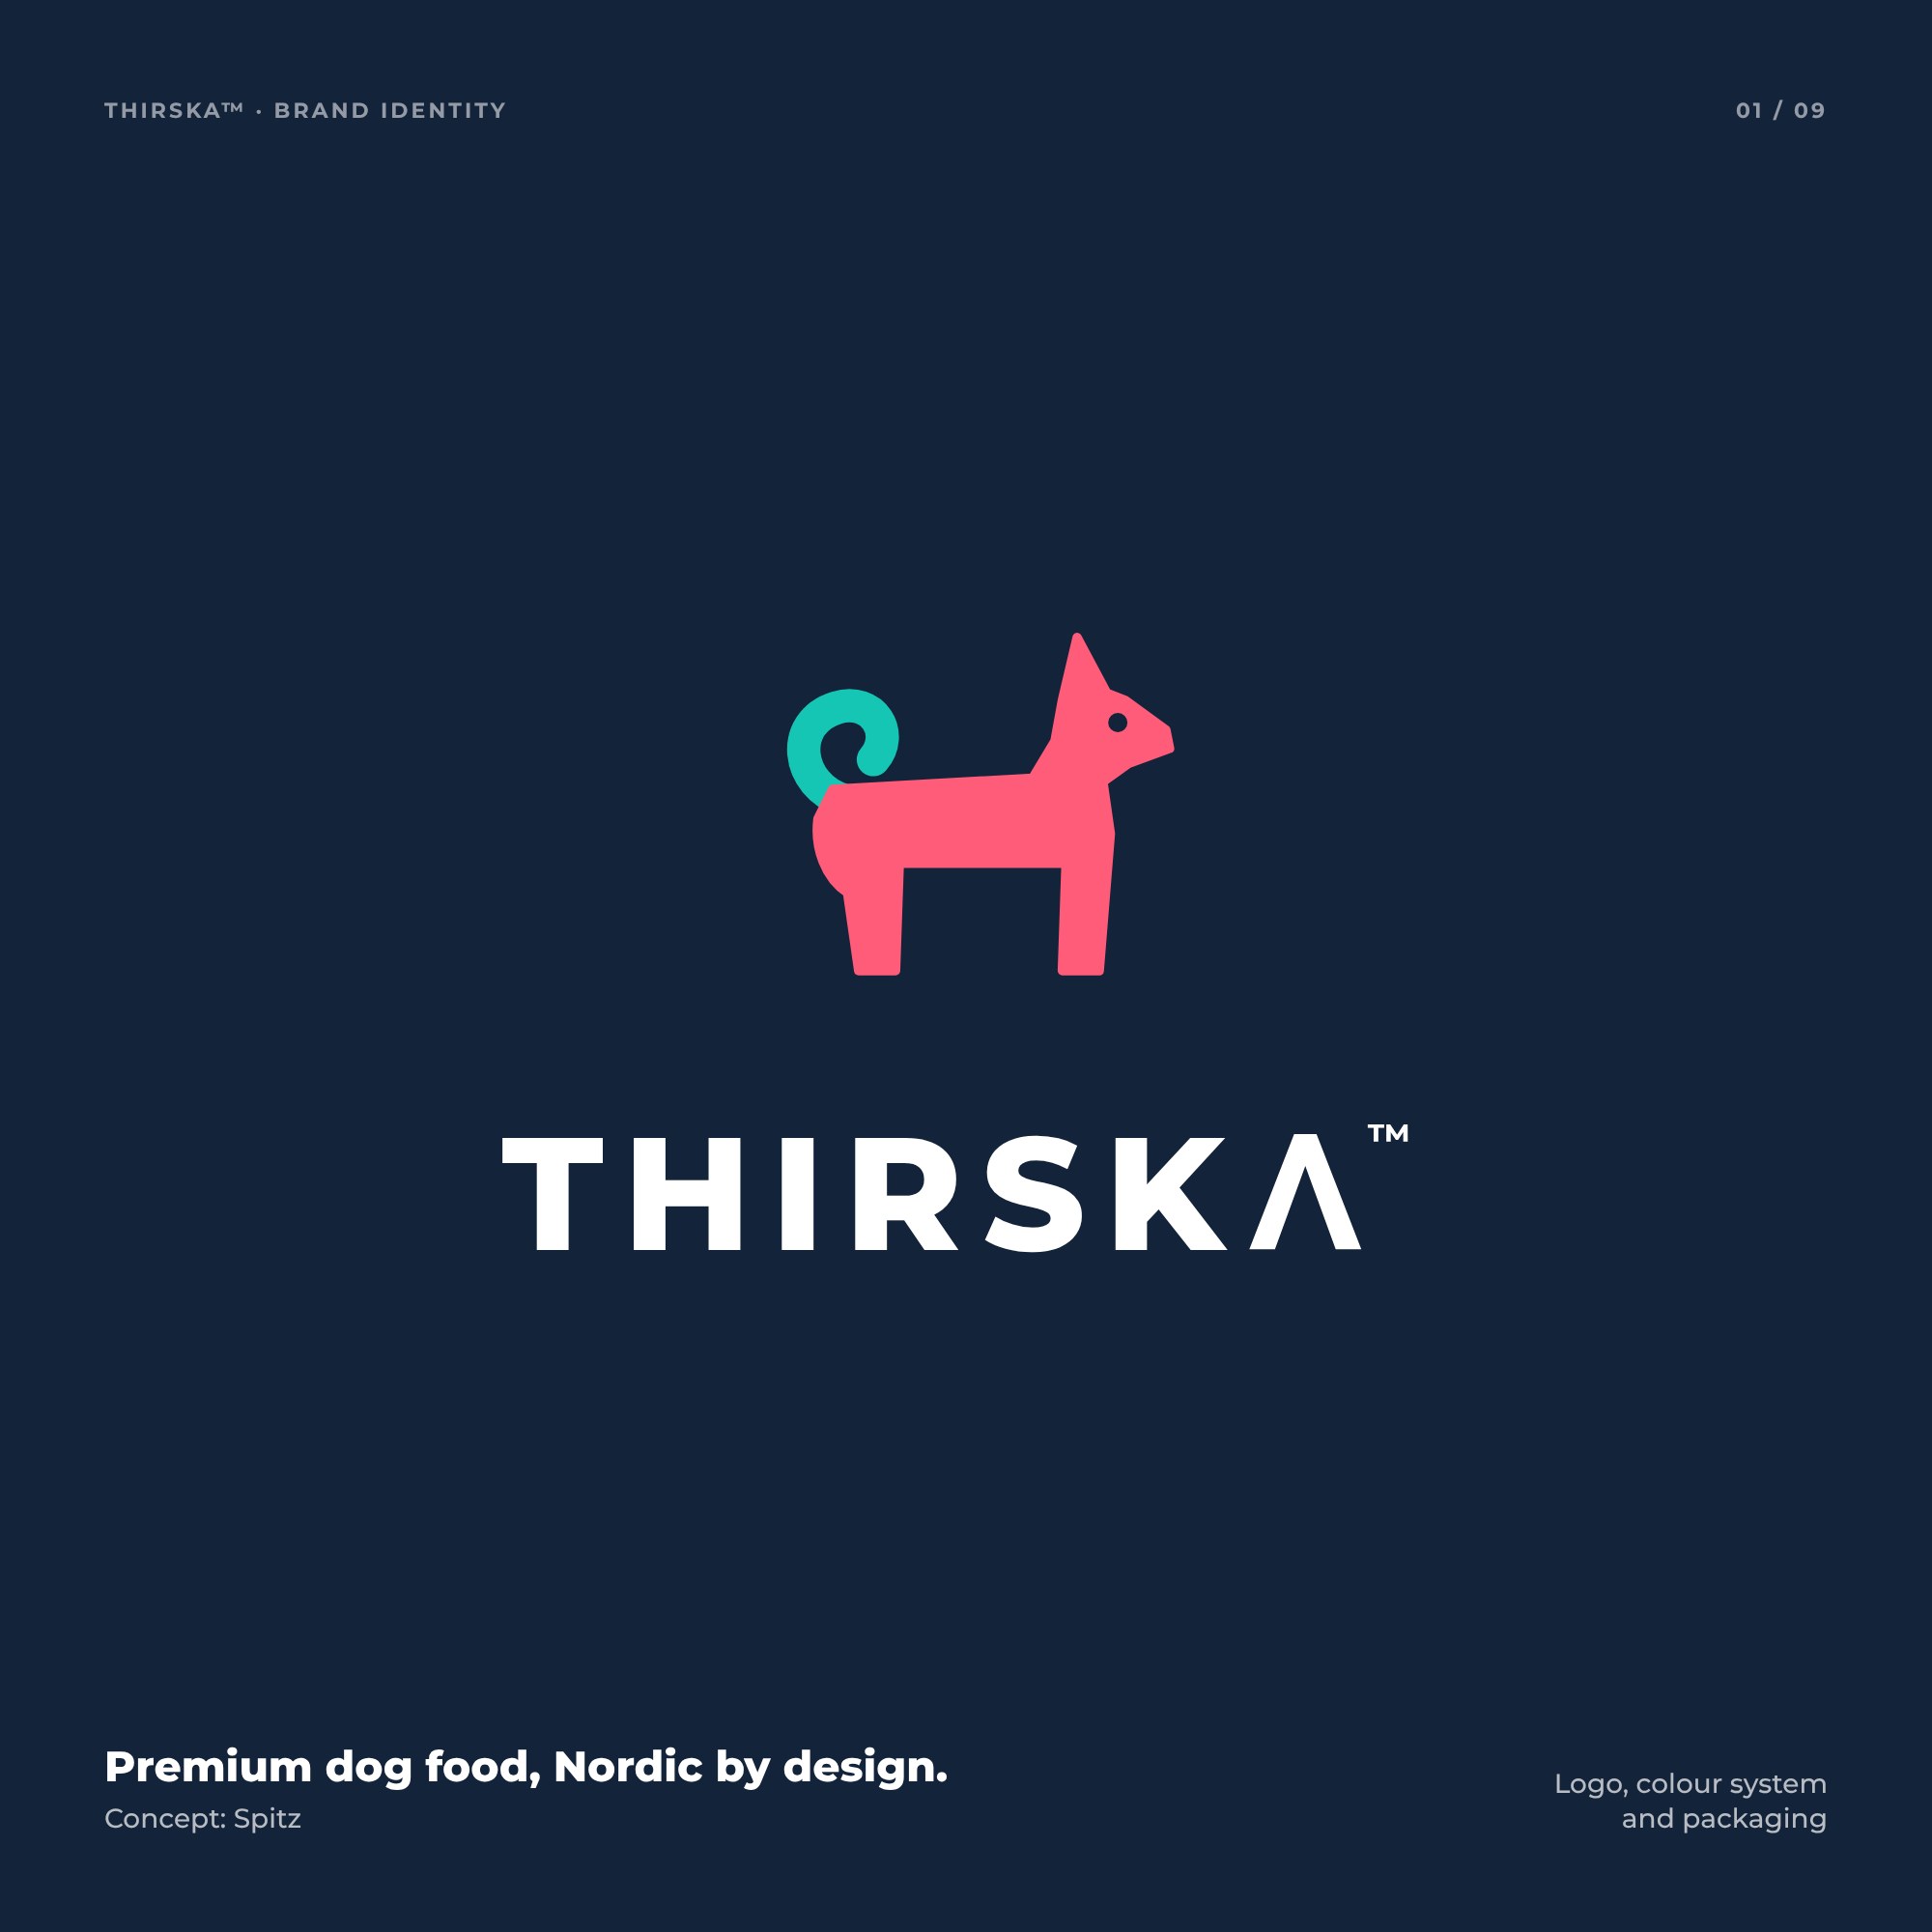 THIRSKA™ · BRAND IDENTITY
01 / 09
THIRSKΛ™
Premium dog food, Nordic by design.
Concept: Spitz
Logo, colour system
and packaging